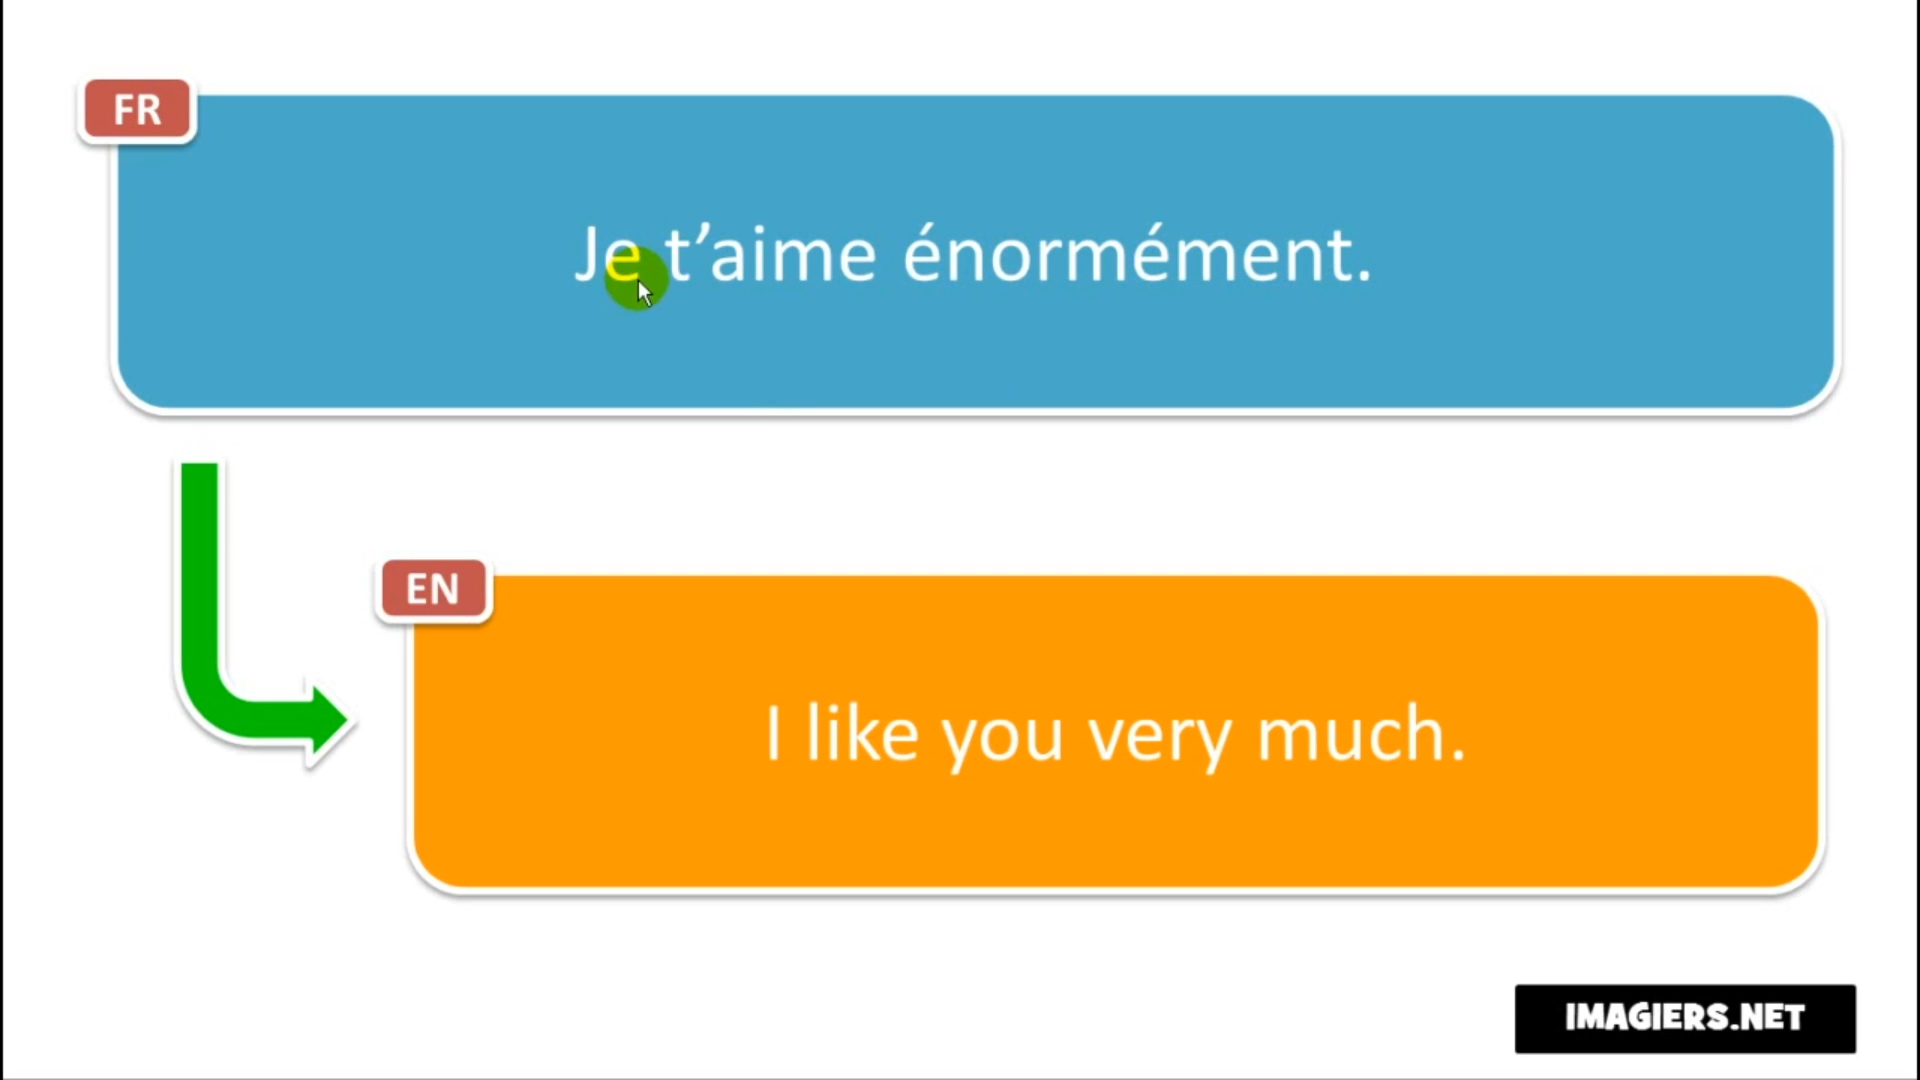 FR
Je t’aime énormément.
EN
I like you very much.
IMAGIERS.NET